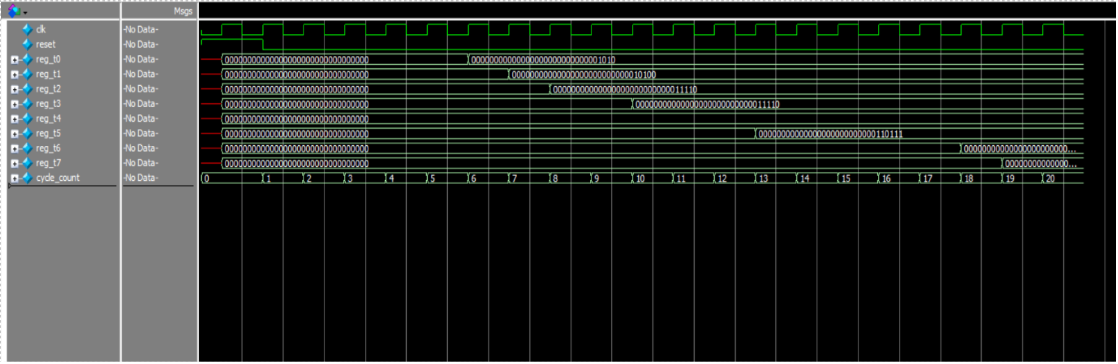 Msgs
clk -No Data-
reset -No Data-
reg_t0 -No Data- 00000000000000000000000000000000 00000000000000000000000000001010
reg_t1 -No Data- 00000000000000000000000000000000 00000000000000000000000000010100
reg_t2 -No Data- 00000000000000000000000000000000 00000000000000000000000000011110
reg_t3 -No Data- 00000000000000000000000000000000 00000000000000000000000000011110
reg_t4 -No Data- 00000000000000000000000000000000
reg_t5 -No Data- 00000000000000000000000000000000 00000000000000000000000000110111
reg_t6 -No Data- 00000000000000000000000000000000 00000000000000000000000...
reg_t7 -No Data- 00000000000000000000000000000000 00000000000000...
cycle_count -No Data- 0 1 2 3 4 5 6 7 8 9 10 11 12 13 14 15 16 17 18 19 20